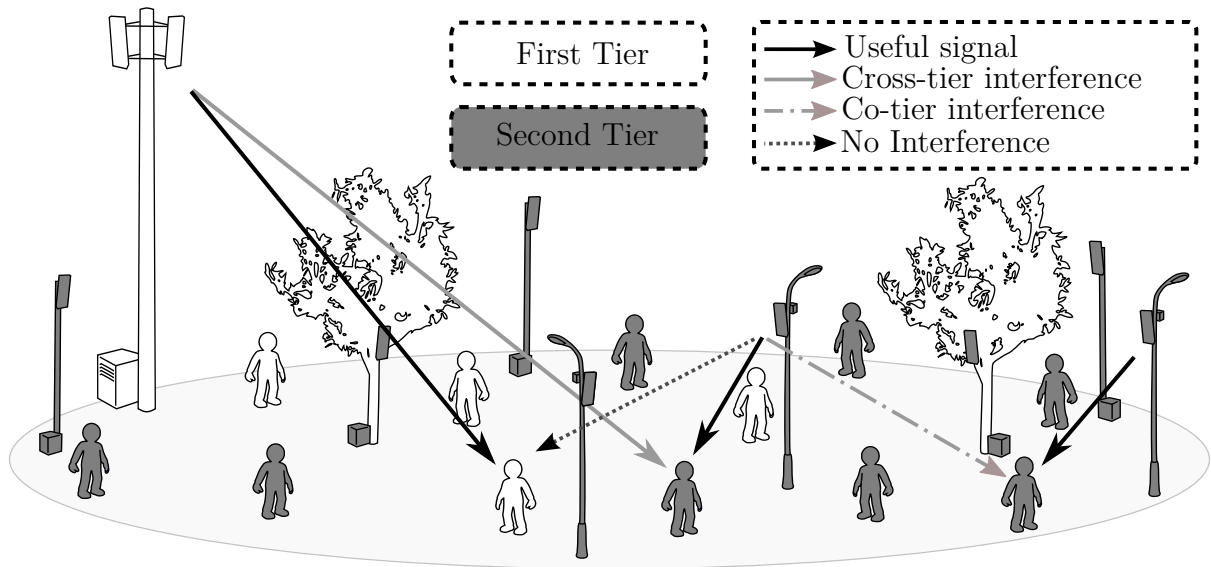 First Tier
Second Tier
Useful signal
Cross-tier interference
Co-tier interference
No Interference